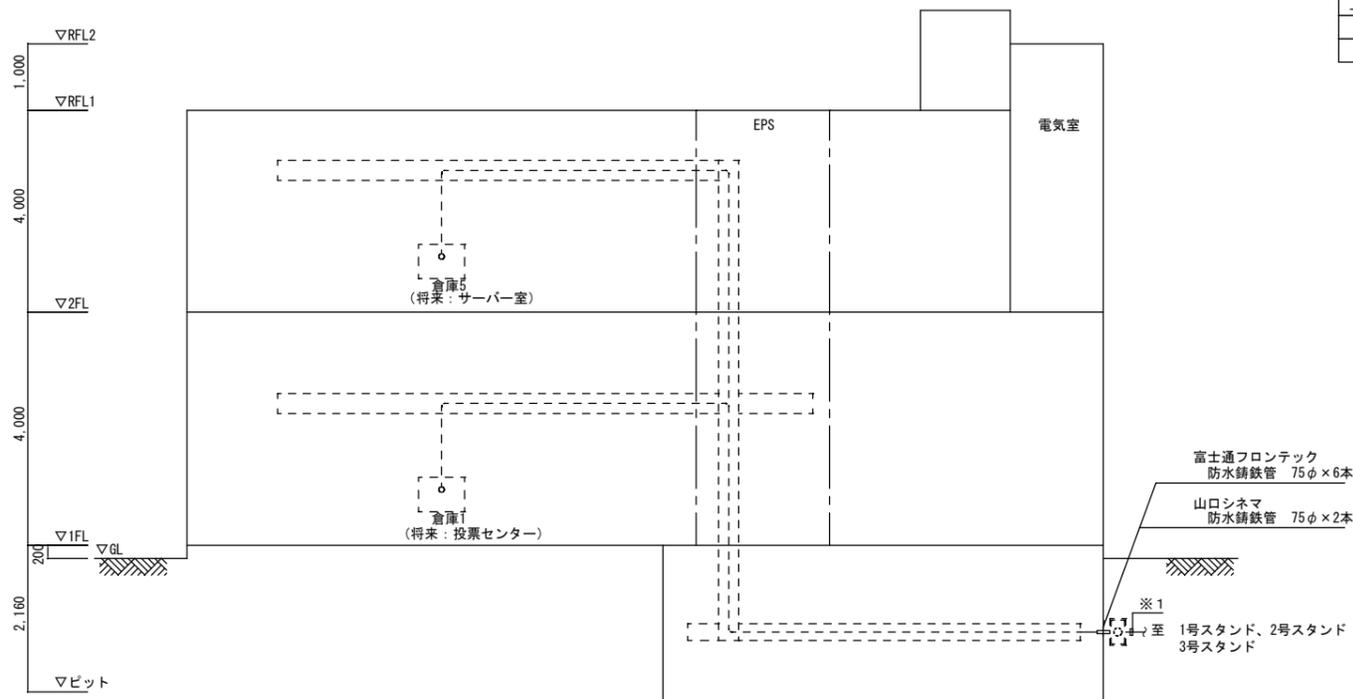 ▽RFL2
1,000
▽RFL1
EPS
電気室
4,000
倉庫5
(将来:サーバー室)
▽2FL
4,000
富士通フロンテック
防水鋳鉄管 75φ×6本
山口シネマ
防水鋳鉄管 75φ×2本
倉庫1
(将来:投票センター)
▽1FL
▽GL
200
2,160
※1
至 1号スタンド、2号スタンド
3号スタンド
▽ピット